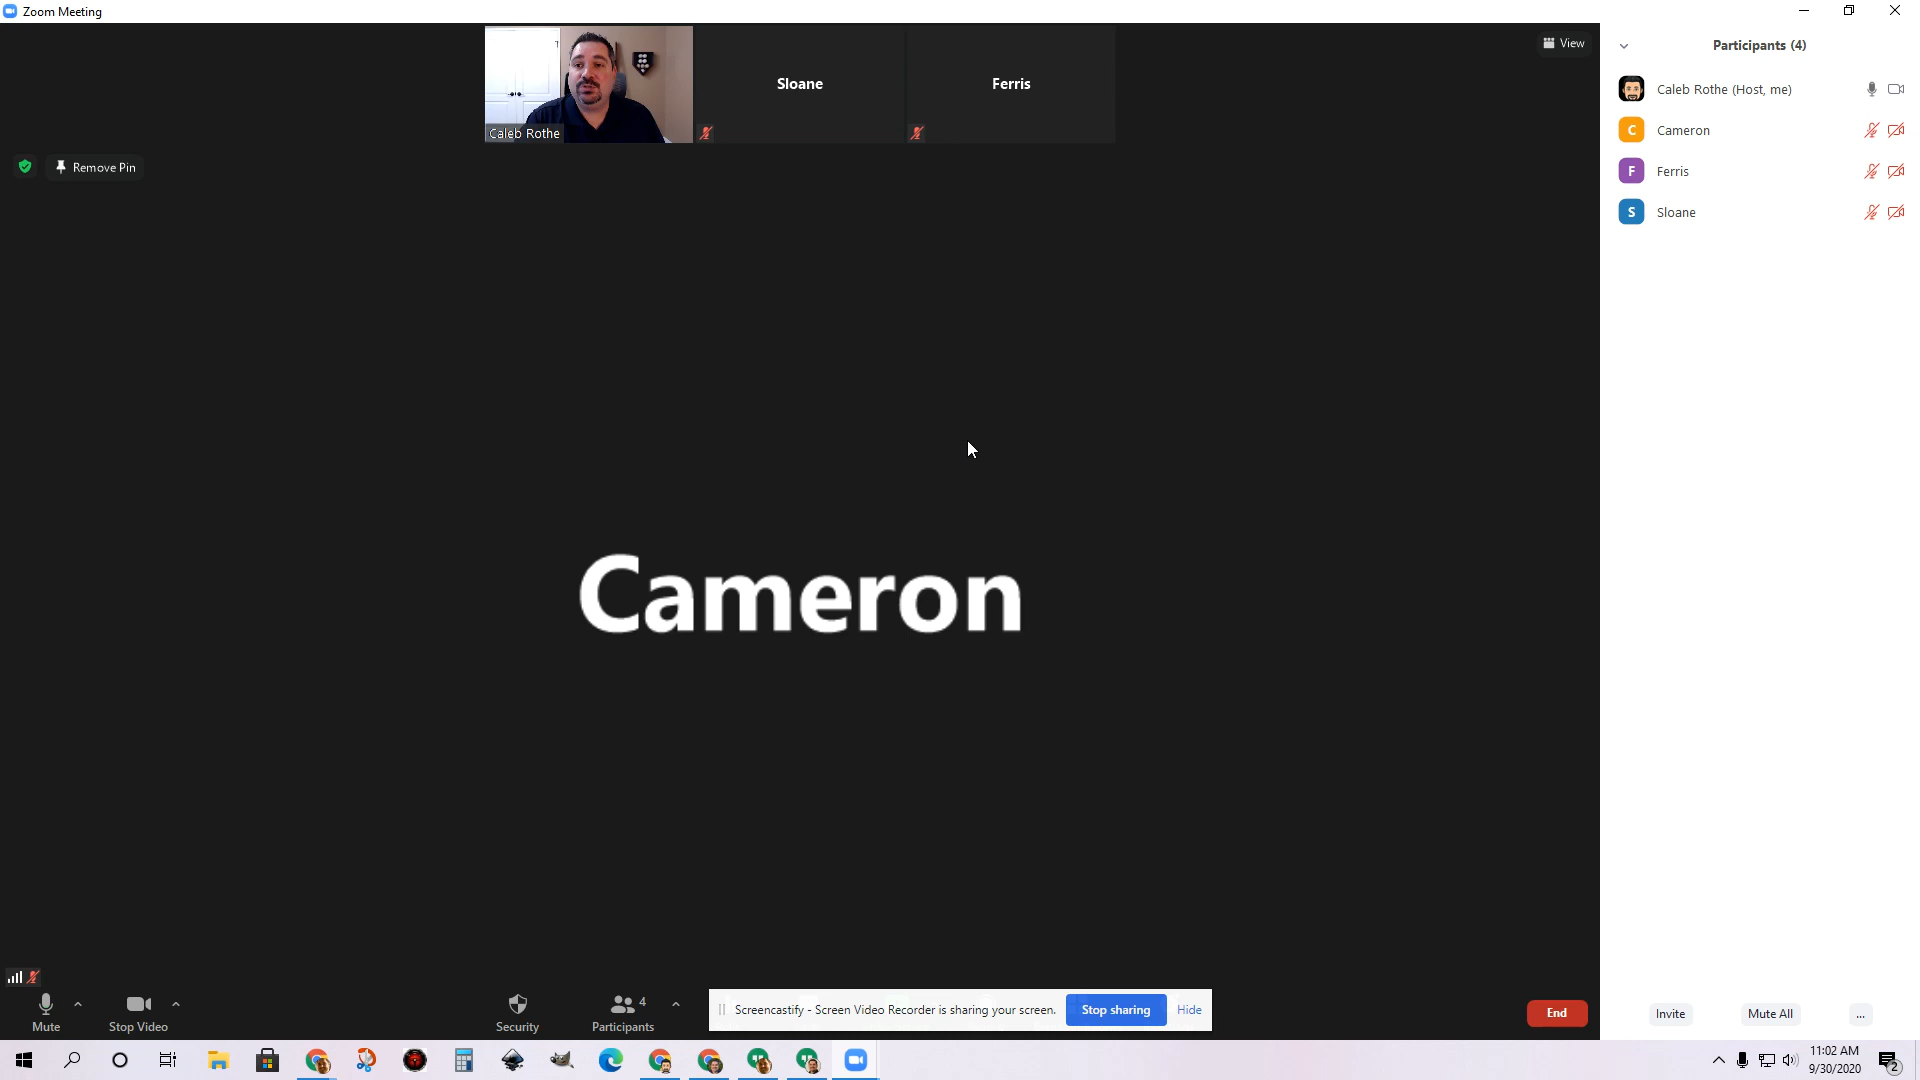 Zoom Meeting
Caleb Rothe
Sloane
Ferris
View
Remove Pin
Cameron
Participants (4)
Caleb Rothe (Host, me)
C Cameron
F Ferris
S Sloane
Mute
Stop Video
Security
4
Participants
Screencastify - Screen Video Recorder is sharing your screen.
Stop sharing
Hide
End
Invite
Mute All
...
11:02 AM
9/30/2020
2